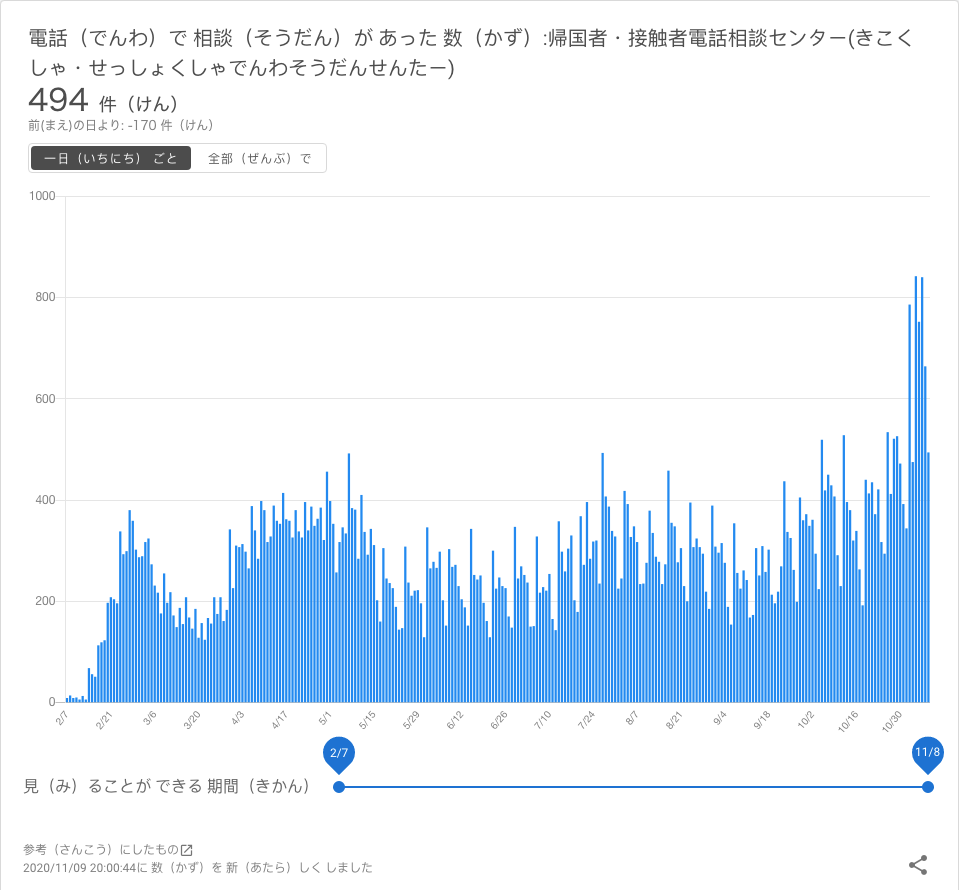 電話（でんわ）で 相談（そうだん）が あった 数（かず）:帰国者・接触者電話相談センター(きこく
しゃ・せっしょくしゃでんわそうだんせんたー)
494 件（けん）
前(まえ)の日より: -170 件（けん）
一日（いちにち） ごと 全部（ぜんぶ）で
1000
800
600
400
200
0
2/7 2/21 3/6 3/20 4/3 4/17 5/1 5/15 5/29 6/12 6/26 7/10 7/24 8/7 8/21 9/4 9/18 10/2 10/16 10/30
2/7 11/8
見（み）ることが できる 期間（きかん）
参考（さんこう）にしたもの
2020/11/09 20:00:44に 数（かず）を 新（あたら）しく しました